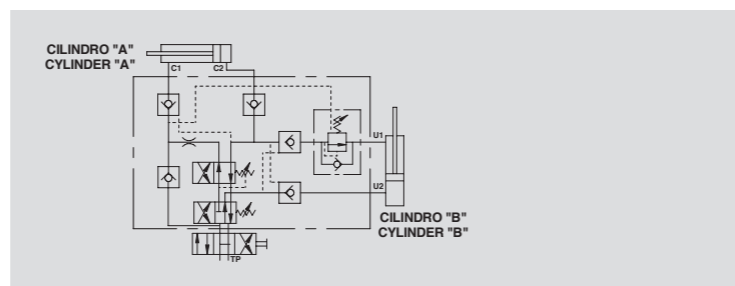 CILINDRO "A"
CYLINDER "A"
C1
C2
U1
U2
CILINDRO "B"
CYLINDER "B"
TP